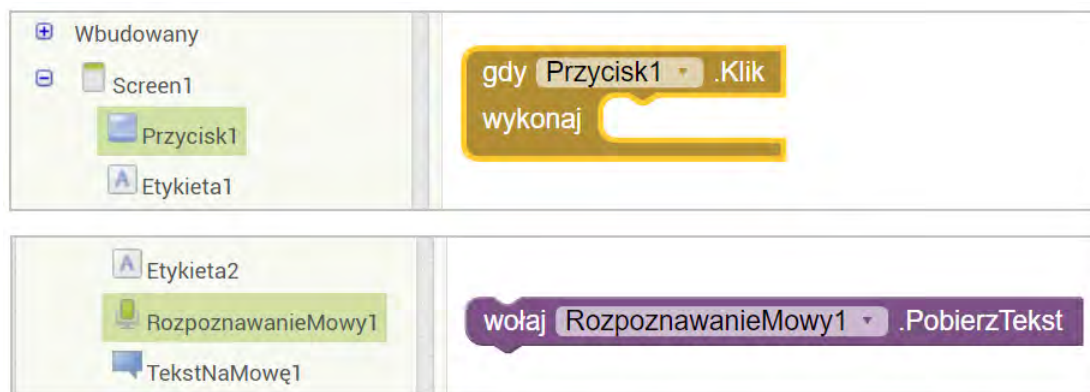 Wbudowany
Screen1
Przycisk1
A Etykieta1
gdy Przycisk1 .Klik
wykonaj
A Etykieta2
RozpoznawanieMowy1
TekstNaMowę1
wołaj RozpoznawanieMowy1 .PobierzTekst